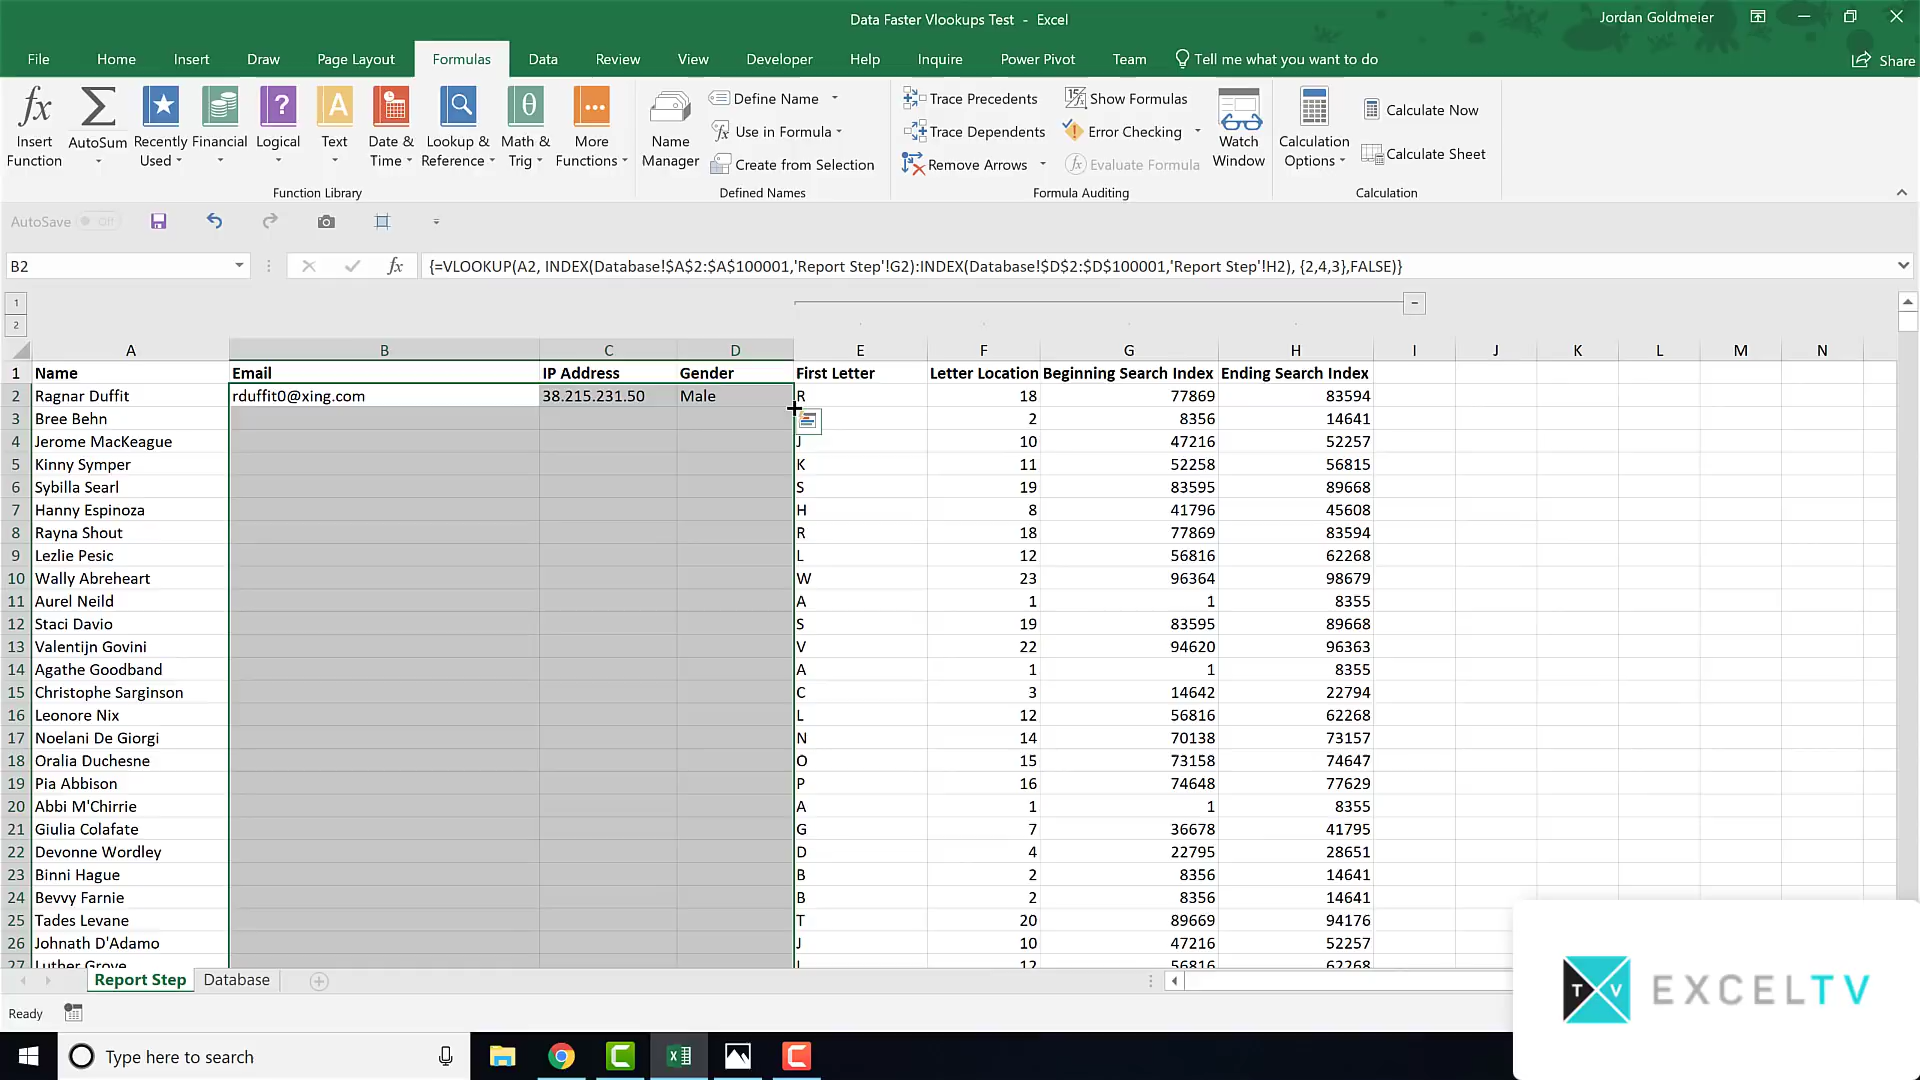 Data Faster Vlookups Test - Excel
Jordan Goldmeier
File Home Insert Draw Page Layout Formulas Data Review View Developer Help Inquire Power Pivot Team Tell me what you want to do Share
Insert Function
AutoSum
Recently Used
Financial
Logical
Text
Date & Time
Lookup & Reference
Math & Trig
More Functions
Function Library
Name Manager
Define Name
Use in Formula
Create from Selection
Defined Names
Trace Precedents
Trace Dependents
Remove Arrows
Show Formulas
Error Checking
Evaluate Formula
Formula Auditing
Watch Window
Calculation Options
Calculate Now
Calculate Sheet
Calculation
AutoSave Off
B2
fx
{=VLOOKUP(A2, INDEX(Database!$A$2:$A$100001,'Report Step'!G2):INDEX(Database!$D$2:$D$100001,'Report Step'!H2), {2,4,3},FALSE)}
1
2
A B C D E F G H I J K L M N
1 Name Email IP Address Gender First Letter Letter Location Beginning Search Index Ending Search Index
2 Ragnar Duffit rduffit0@xing.com 38.215.231.50 Male R 18 77869 83594
3 Bree Behn 2 8356 14641
4 Jerome MacKeague J 10 47216 52257
5 Kinny Symper K 11 52258 56815
6 Sybilla Searl S 19 83595 89668
7 Hanny Espinoza H 8 41796 45608
8 Rayna Shout R 18 77869 83594
9 Lezlie Pesic L 12 56816 62268
10 Wally Abreheart W 23 96364 98679
11 Aurel Neild A 1 1 8355
12 Staci Davio S 19 83595 89668
13 Valentijn Govini V 22 94620 96363
14 Agathe Goodband A 1 1 8355
15 Christophe Sarginson C 3 14642 22794
16 Leonore Nix L 12 56816 62268
17 Noelani De Giorgi N 14 70138 73157
18 Oralia Duchesne O 15 73158 74647
19 Pia Abbison P 16 74648 77629
20 Abbi M'Chirrie A 1 1 8355
21 Giulia Colafate G 7 36678 41795
22 Devonne Wordley D 4 22795 28651
23 Binni Hague B 2 8356 14641
24 Bevvy Farnie B 2 8356 14641
25 Tades Levane T 20 89669 94176
26 Johnath D'Adamo J 10 47216 52257
27 Luther Grove L 12 56816 62268
Report Step Database
Ready
Type here to search
TV EXCELTV